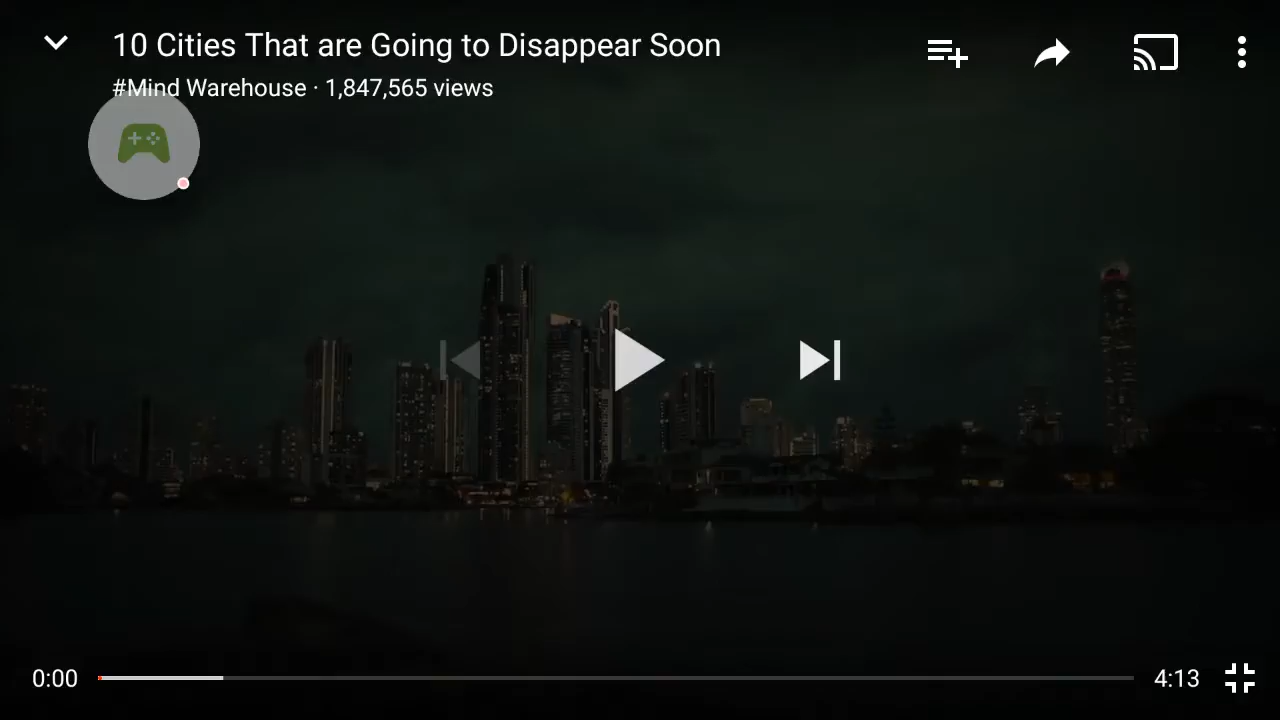 10 Cities That are Going to Disappear Soon
#Mind Warehouse · 1,847,565 views
0:00
4:13